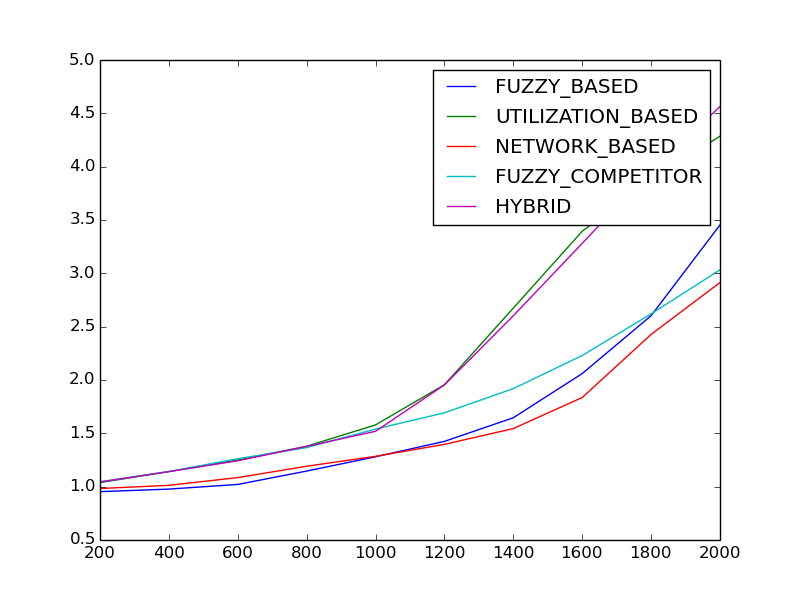 5.0
4.5
4.0
3.5
3.0
2.5
2.0
1.5
1.0
0.5
200 400 600 800 1000 1200 1400 1600 1800 2000
FUZZY_BASED
UTILIZATION_BASED
NETWORK_BASED
FUZZY_COMPETITOR
HYBRID